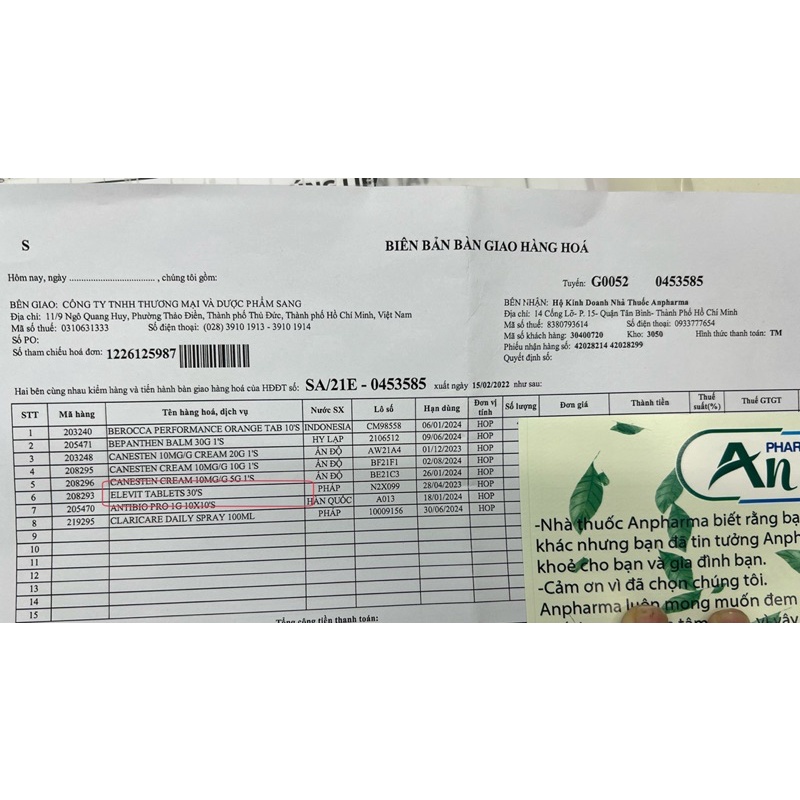 S
BIÊN BẢN BÀN GIAO HÀNG HOÁ
Hôm nay, ngày ..................................... , chúng tôi gồm:
Tuyến: G0052 0453585
BÊN GIAO: CÔNG TY TNHH THƯƠNG MẠI VÀ DƯỢC PHẨM SANG
Địa chỉ: 11/9 Ngô Quang Huy, Phường Thảo Điền, Thành phố Thủ Đức, Thành phố Hồ Chí Minh, Việt Nam
Mã số thuế: 0310631333 Số điện thoại: (028) 3910 1913 - 3910 1914
Số PO:
Số tham chiếu hoá đơn: 1226125987
BÊN NHẬN: Hộ Kinh Doanh Nhà Thuốc Anpharma
Địa chỉ: 14 Cống Lở- P. 15- Quận Tân Bình- Thành Phố Hồ Chí Minh
Mã số thuế: 8380793614 Số điện thoại: 0933777654
Mã số khách hàng: 30400720 Kho: 3050 Hình thức thanh toán: TM
Phiếu nhận hàng số: 42028214 42028299
Quyết định số:
Hai bên cùng nhau kiểm hàng và tiến hành bàn giao hàng hoá của HĐĐT số: SA/21E - 0453585 xuất ngày 15/02/2022 như sau:
STT Mã hàng Tên hàng hoá, dịch vụ Nước SX Lô số Hạn dùng Đơn vị tính Số lượng Đơn giá Thành tiền Thuế suất(%) Thuế GTGT
1 203240 BEROCCA PERFORMANCE ORANGE TAB 10'S INDONESIA CM98558 06/01/2024 HOP
2 205471 BEPANTHEN BALM 30G 1'S HY LẠP 2106512 09/06/2024 HOP
3 203248 CANESTEN 10MG/G CREAM 20G 1'S ẤN ĐỘ AW21A4 01/12/2023 HOP
4 208295 CANESTEN CREAM 10MG/G 10G 1'S ẤN ĐỘ BF21F1 02/08/2024 HOP
5 208296 CANESTEN CREAM 10MG/G 5G 1'S ẤN ĐỘ BE21C3 26/01/2024 HOP
6 208293 ELEVIT TABLETS 30'S PHÁP N2X099 28/04/2023 HOP
7 205470 ANTIBIO PRO 1G 10X10'S HÀN QUỐC A013 18/01/2024 HOP
8 219295 CLARICARE DAILY SPRAY 100ML PHÁP 10009156 30/06/2024 HOP
9
10
11
12
13
14
15
Tổng cộng tiền thanh toán:
PHAR
An
-Nhà thuốc Anpharma biết rằng bạ
khác nhưng bạn đã tin tưởng Anph
khoẻ cho bạn và gia đình bạn.
-Cảm ơn vì đã chọn chúng tôi.
Anpharma luôn mong muốn đem